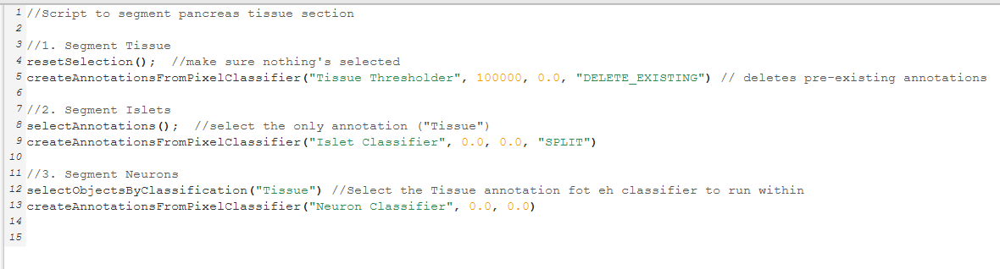 1 //Script to segment pancreas tissue section
2
3 //1. Segment Tissue
4 resetSelection();  //make sure nothing's selected
5 createAnnotationsFromPixelClassifier("Tissue Thresholder", 100000, 0.0, "DELETE_EXISTING") // deletes pre-existing annotations
6
7 //2. Segment Islets
8 selectAnnotations();  //select the only annotation ("Tissue")
9 createAnnotationsFromPixelClassifier("Islet Classifier", 0.0, 0.0, "SPLIT")
10
11 //3. Segment Neurons
12 selectObjectsByClassification("Tissue") //Select the Tissue annotation fot eh classifier to run within
13 createAnnotationsFromPixelClassifier("Neuron Classifier", 0.0, 0.0)
14
15